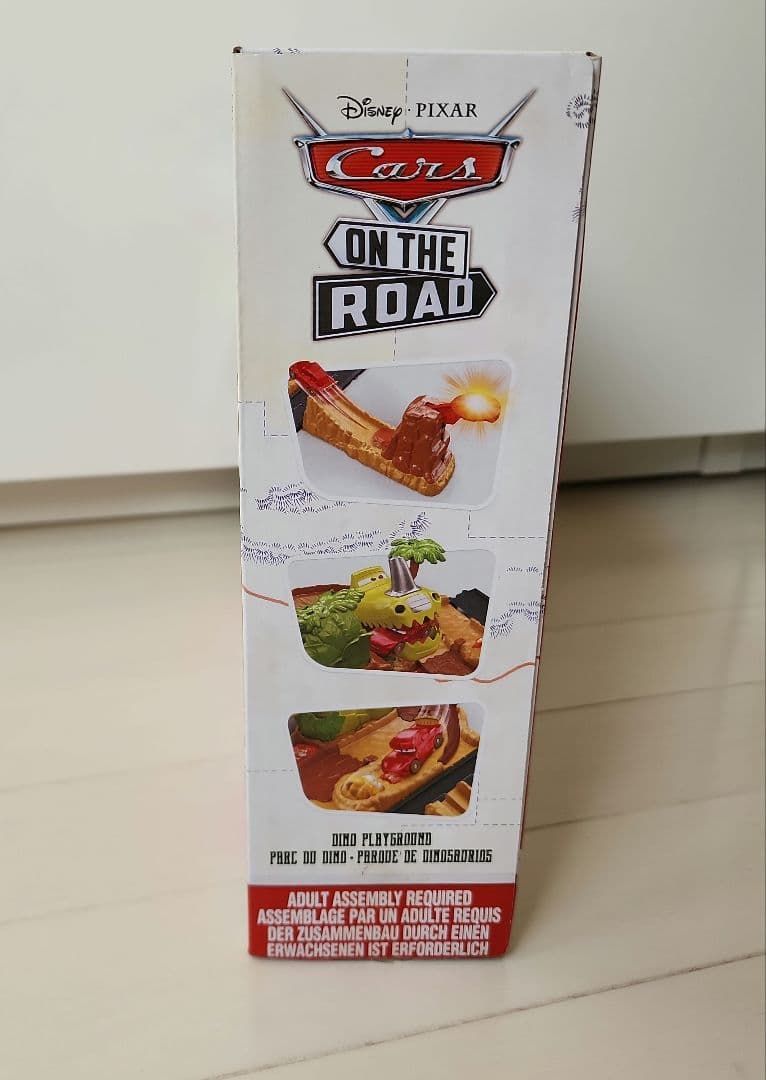 Disney · PIXAR
Cars
ON THE
ROAD
DINO PLAYGROUND
PARC DU DINO · PARQUE DE DINOSAURIOS
ADULT ASSEMBLY REQUIRED
ASSEMBLAGE PAR UN ADULTE REQUIS
DER ZUSAMMENBAU DURCH EINEN
ERWACHSENEN IST ERFORDERLICH